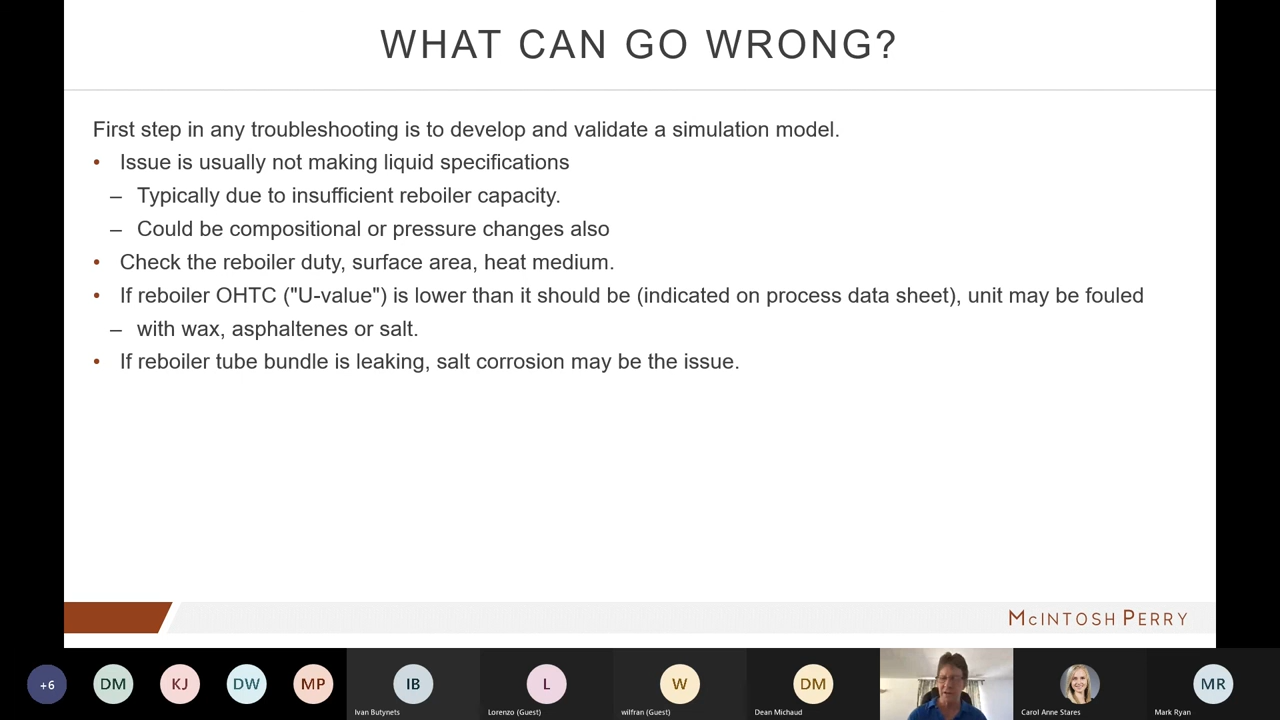 WHAT CAN GO WRONG?
First step in any troubleshooting is to develop and validate a simulation model.
• Issue is usually not making liquid specifications
– Typically due to insufficient reboiler capacity.
– Could be compositional or pressure changes also
• Check the reboiler duty, surface area, heat medium.
• If reboiler OHTC ("U-value") is lower than it should be (indicated on process data sheet), unit may be fouled
– with wax, asphaltenes or salt.
• If reboiler tube bundle is leaking, salt corrosion may be the issue.
MCINTOSH PERRY
+6 DM KJ DW MP IB L W DM MR
Ivan Butynets Lorenzo (Guest) wilfran (Guest) Dean Michaud Carol Anne Stares Mark Ryan